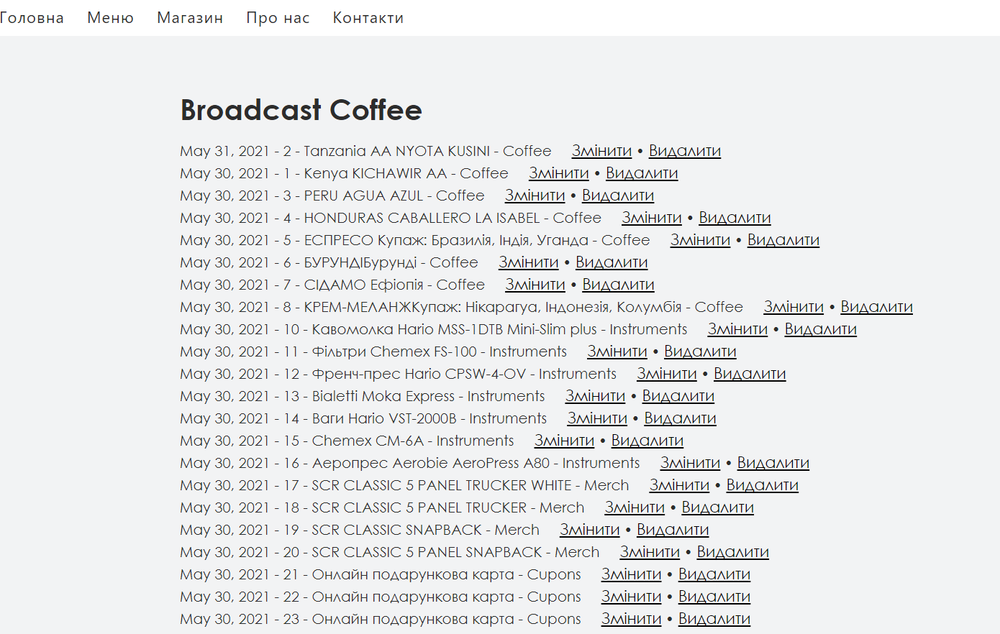 Головна Меню Магазин Про нас Контакти
Broadcast Coffee
May 31, 2021 - 2 - Tanzania AA NYOTA KUSINI - Coffee Змінити • Видалити
May 30, 2021 - 1 - Kenya KICHAWIR AA - Coffee Змінити • Видалити
May 30, 2021 - 3 - PERU AGUA AZUL - Coffee Змінити • Видалити
May 30, 2021 - 4 - HONDURAS CABALLERO LA ISABEL - Coffee Змінити • Видалити
May 30, 2021 - 5 - ЕСПРЕСО Купаж: Бразилія, Індія, Уганда - Coffee Змінити • Видалити
May 30, 2021 - 6 - БУРУНДІБурунді - Coffee Змінити • Видалити
May 30, 2021 - 7 - СІДАМО Ефіопія - Coffee Змінити • Видалити
May 30, 2021 - 8 - КРЕМ-МЕЛАНЖКупаж: Нікарагуа, Індонезія, Колумбія - Coffee Змінити • Видалити
May 30, 2021 - 10 - Кавомолка Hario MSS-1DTB Mini-Slim plus - Instruments Змінити • Видалити
May 30, 2021 - 11 - Фільтри Chemex FS-100 - Instruments Змінити • Видалити
May 30, 2021 - 12 - Френч-прес Hario CPSW-4-OV - Instruments Змінити • Видалити
May 30, 2021 - 13 - Bialetti Moka Express - Instruments Змінити • Видалити
May 30, 2021 - 14 - Ваги Hario VST-2000B - Instruments Змінити • Видалити
May 30, 2021 - 15 - Chemex CM-6A - Instruments Змінити • Видалити
May 30, 2021 - 16 - Аеропрес Aerobie AeroPress A80 - Instruments Змінити • Видалити
May 30, 2021 - 17 - SCR CLASSIC 5 PANEL TRUCKER WHITE - Merch Змінити • Видалити
May 30, 2021 - 18 - SCR CLASSIC 5 PANEL TRUCKER - Merch Змінити • Видалити
May 30, 2021 - 19 - SCR CLASSIC SNAPBACK - Merch Змінити • Видалити
May 30, 2021 - 20 - SCR CLASSIC 5 PANEL SNAPBACK - Merch Змінити • Видалити
May 30, 2021 - 21 - Онлайн подарункова карта - Cupons Змінити • Видалити
May 30, 2021 - 22 - Онлайн подарункова карта - Cupons Змінити • Видалити
May 30, 2021 - 23 - Онлайн подарункова карта - Cupons Змінити • Видалити